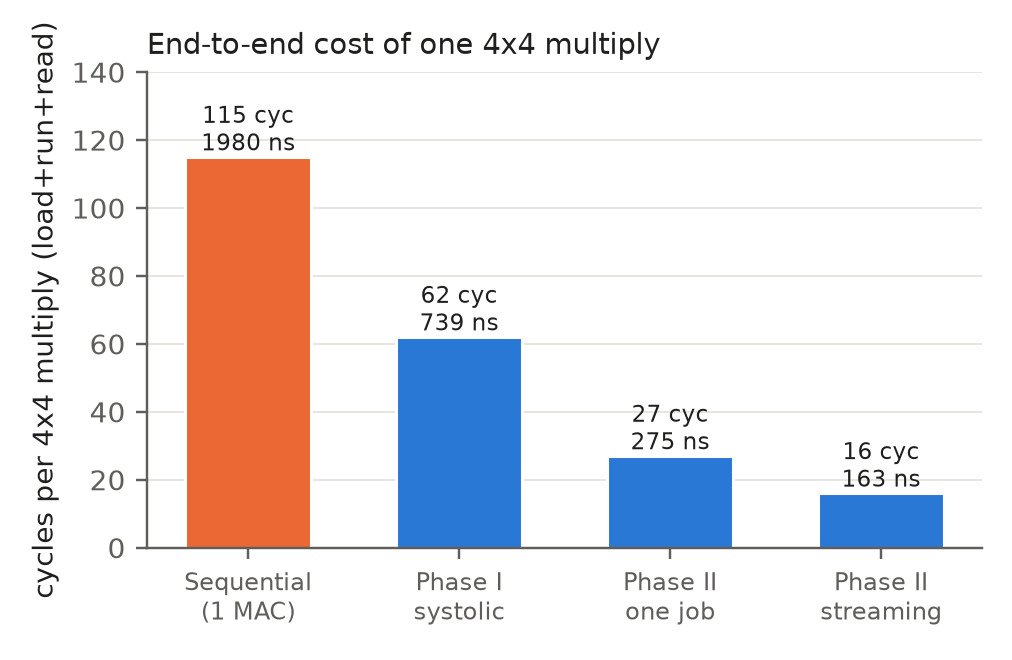 End-to-end cost of one 4x4 multiply
cycles per 4x4 multiply (load+run+read)
140
120
100
80
60
40
20
0
115 cyc
1980 ns
62 cyc
739 ns
27 cyc
275 ns
16 cyc
163 ns
Sequential
(1 MAC)
Phase I
systolic
Phase II
one job
Phase II
streaming